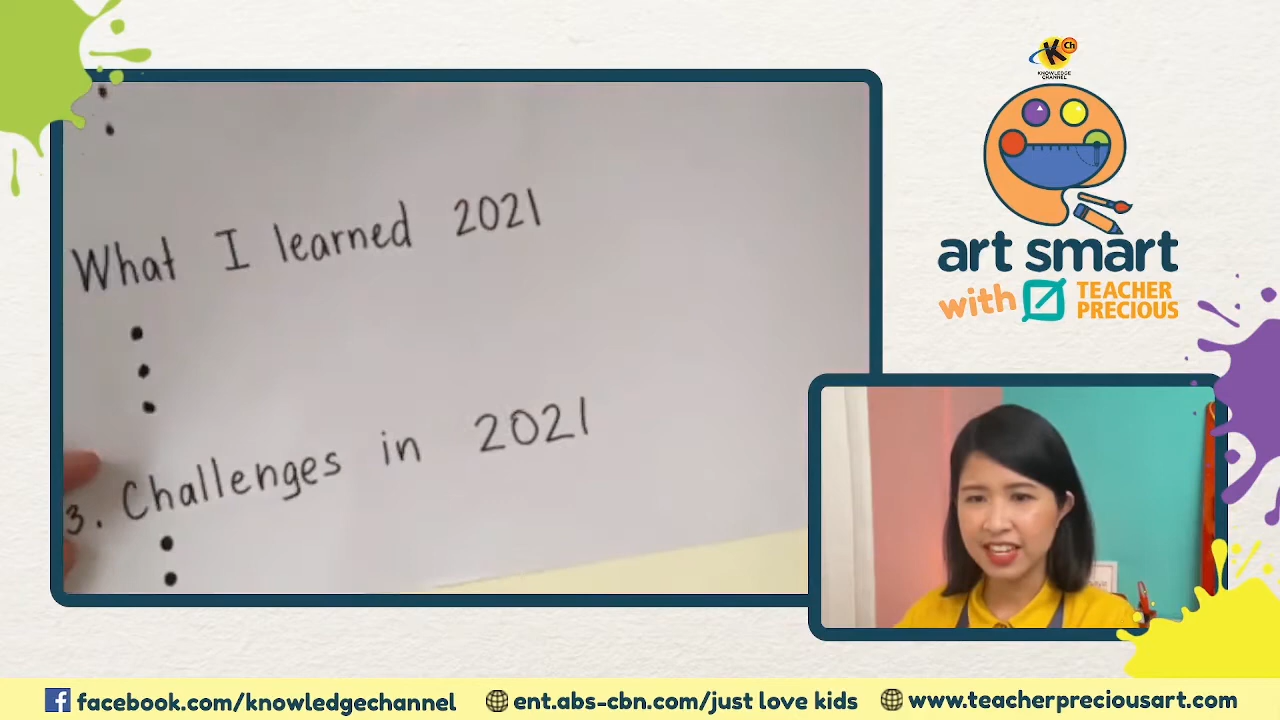 K Ch
KNOWLEDGE
CHANNEL
art smart
with TEACHER
PRECIOUS
What I learned 2021
3. Challenges in 2021
facebook.com/knowledgechannel
ent.abs-cbn.com/just love kids
www.teacherpreciousart.com